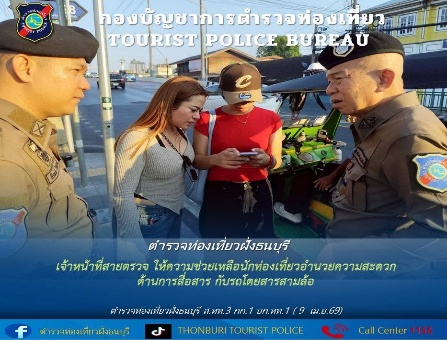 กองบัญชาการตำรวจท่องเที่ยว
TOURIST POLICE BUREAU
ตำรวจท่องเที่ยวฝั่งธนบุรี
เจ้าหน้าที่สายตรวจ ให้ความช่วยเหลือนักท่องเที่ยวอำนวยความสะดวก
ด้านการสื่อสาร กับรถโดยสารสามล้อ
ตำรวจท่องเที่ยวฝั่งธนบุรี ส.ทท.3 กก.1 บก.ทท.1 ( 9 เม.ย.69)
ตำรวจท่องเที่ยวฝั่งธนบุรี
THONBURI TOURIST POLICE
Call Center 1155